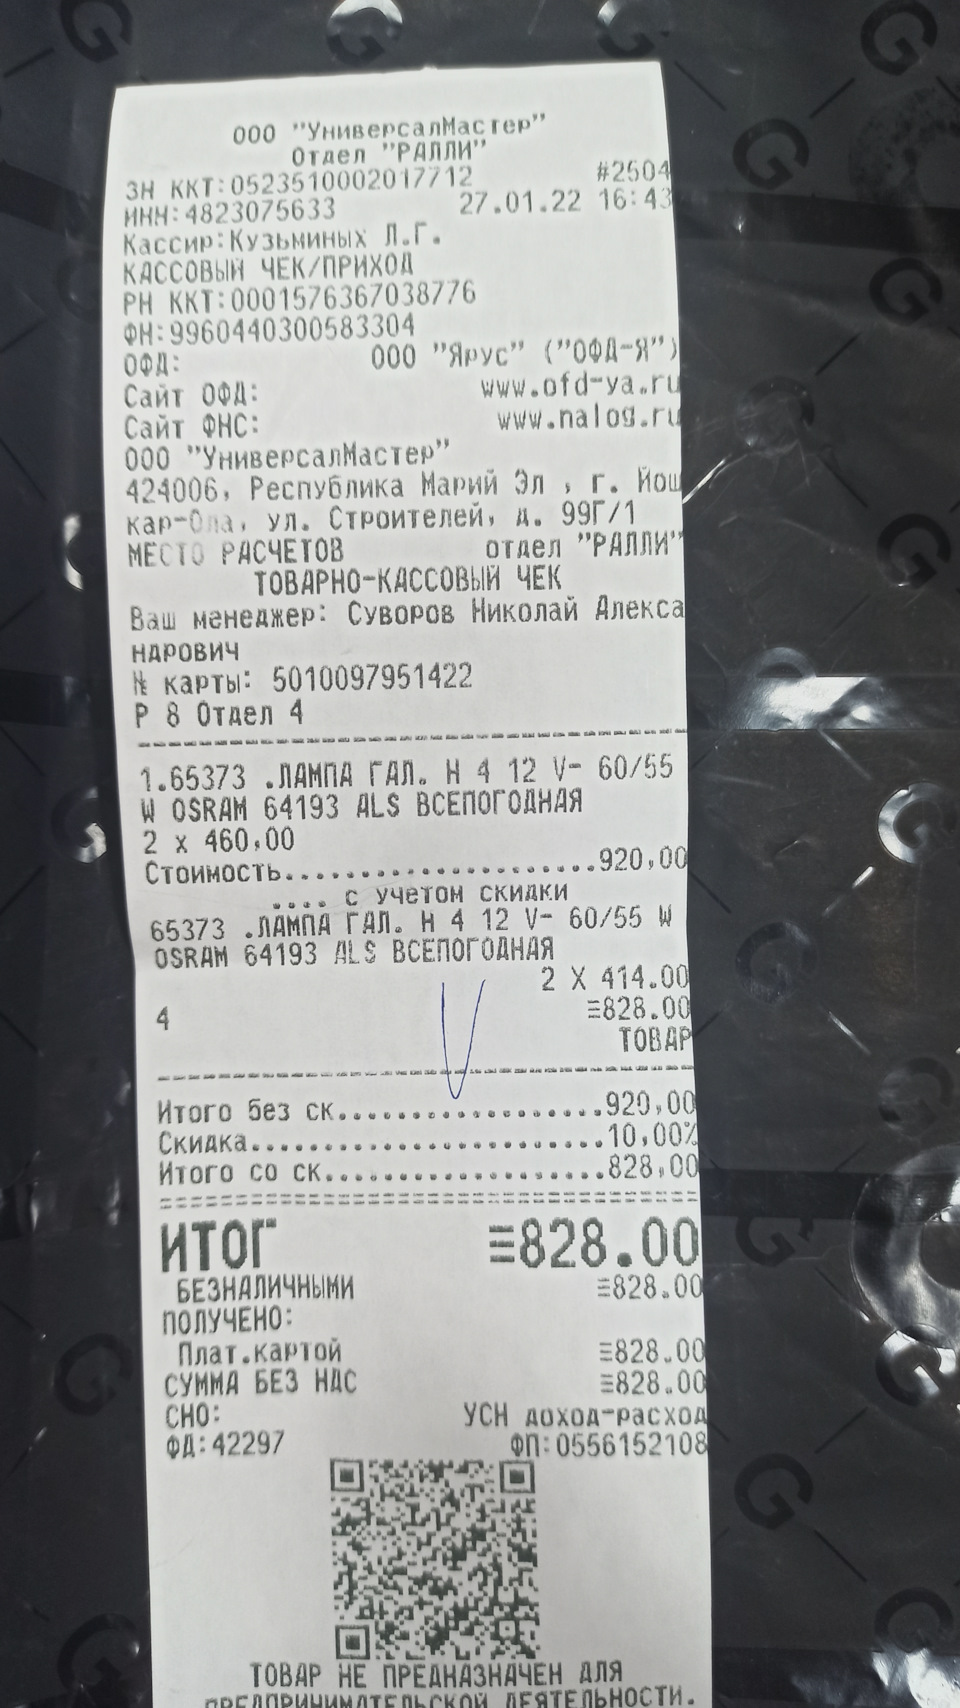 ООО "УниверсалМастер"
Отдел "РАЛЛИ"
ЗН ККТ:0523510002017712 #2504
ИНН:4823075633 27.01.22 16:43
Кассир:Кузьминых Л.Г.
КАССОВЫЙ ЧЕК/ПРИХОД
РН ККТ:0001576367038776
ФН:9960440300583304
ОФД: ООО "Ярус" ("ОФД-Я")
Сайт ОФД: www.ofd-ya.ru
Сайт ФНС: www.nalog.ru
ООО "УниверсалМастер"
424006, Республика Марий Эл , г. Йош
кар-Ола, ул. Строителей, д. 99Г/1
МЕСТО РАСЧЕТОВ отдел "РАЛЛИ"
ТОВАРНО-КАССОВЫЙ ЧЕК
Ваш менеджер: Суворов Николай Алекса
ндрович
№ карты: 5010097951422
Р 8 Отдел 4
1.65373 .ЛАМПА ГАЛ. Н 4 12 V- 60/55
W OSRAM 64193 ALS ВСЕПОГОДНАЯ
2 x 460,00
Стоимость.....................920,00
.... с учетом скидки
65373 .ЛАМПА ГАЛ. Н 4 12 V- 60/55 W
OSRAM 64193 ALS ВСЕПОГОДНАЯ
2 X 414.00
4 ≡828.00
ТОВАР
Итого без ск..................920,00
Скидка........................10,00%
Итого со ск...................828,00
ИТОГ ≡828.00
БЕЗНАЛИЧНЫМИ ≡828.00
ПОЛУЧЕНО:
Плат.картой ≡828.00
СУММА БЕЗ НДС ≡828.00
СНО: УСН доход-расход
ФД:42297 ФП:0556152108
ТОВАР НЕ ПРЕДНАЗНАЧЕН ДЛЯ
ПРЕДПРИНИМАТЕЛЬСКОЙ ДЕЯТЕЛЬНОСТИ.